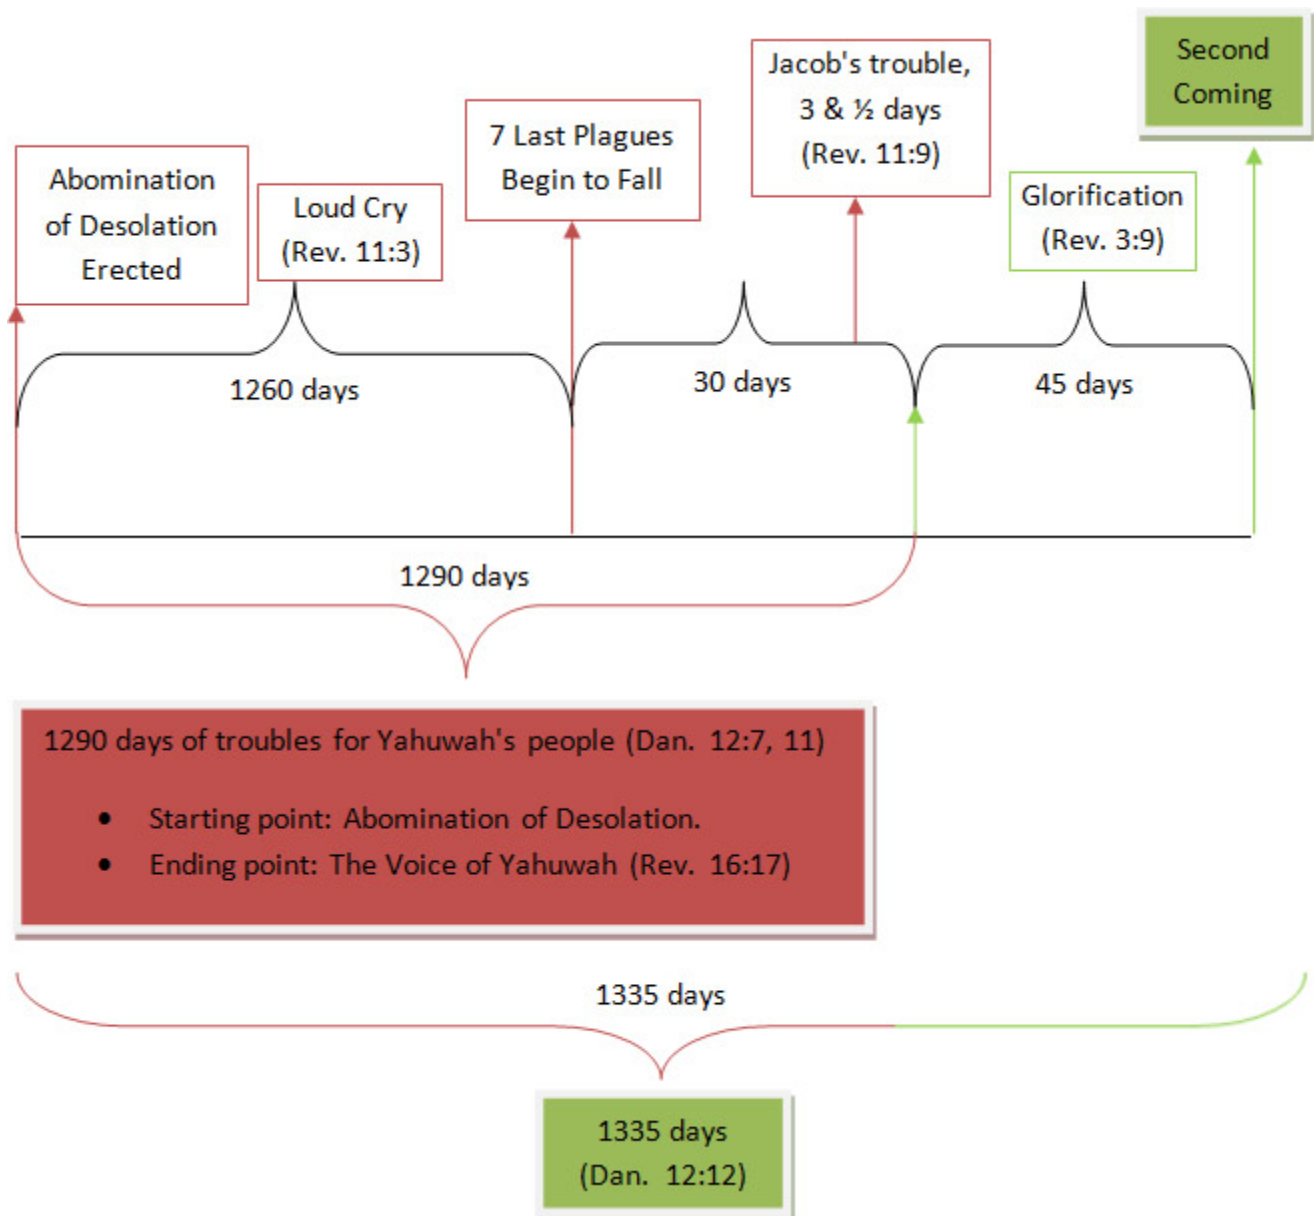 Second
Coming
Jacob's trouble,
3 & ½ days
(Rev. 11:9)
7 Last Plagues
Begin to Fall
Abomination
of Desolation
Erected
Loud Cry
(Rev. 11:3)
Glorification
(Rev. 3:9)
1260 days
30 days
45 days
1290 days
1290 days of troubles for Yahuwah's people (Dan. 12:7, 11)
• Starting point: Abomination of Desolation.
• Ending point: The Voice of Yahuwah (Rev. 16:17)
1335 days
1335 days
(Dan. 12:12)